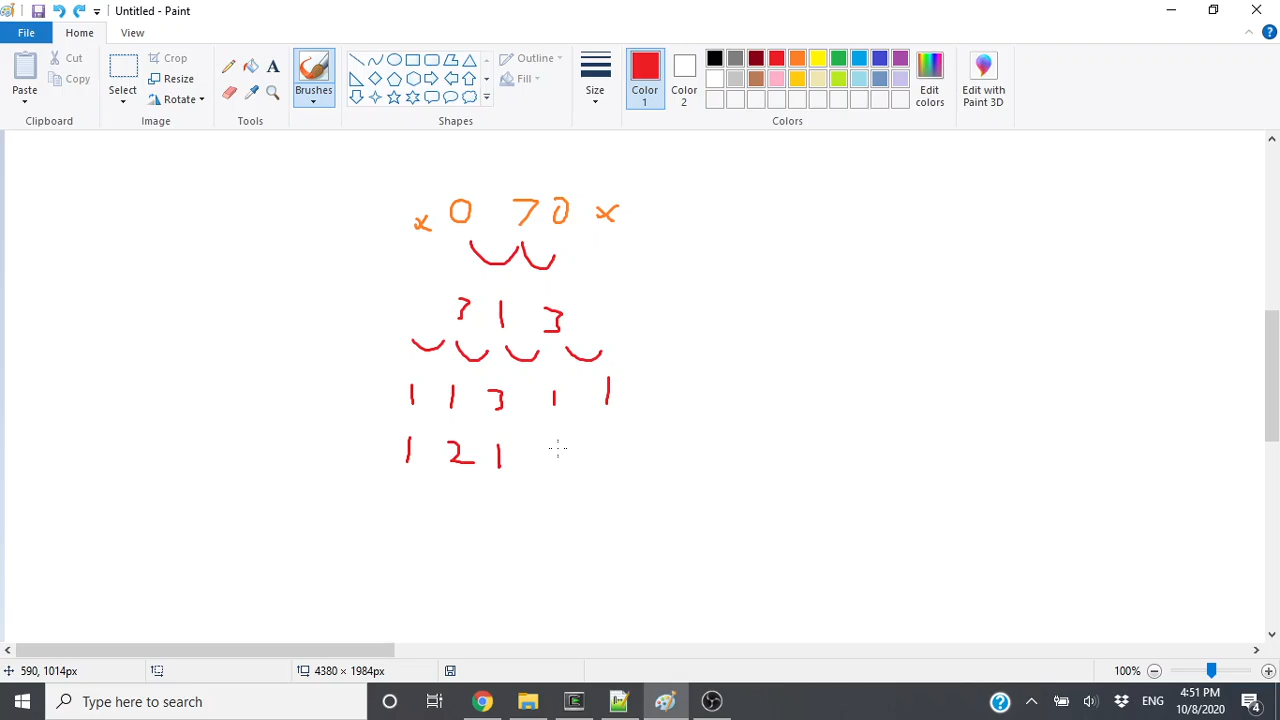 Untitled - Paint
File Home View
Paste
Cut
Copy
Clipboard
Select
Crop
Resize
Rotate
Image
A
Tools
Brushes
Outline
Fill
Shapes
Size
Color 1
Color 2
Edit colors
Edit with Paint 3D
Colors
x 0 7 0 x
3 1 3
1 1 3 1 1
1 2 1
590, 1014px
4380 × 1984px
100%
Type here to search
ENG
4:51 PM
10/8/2020
4